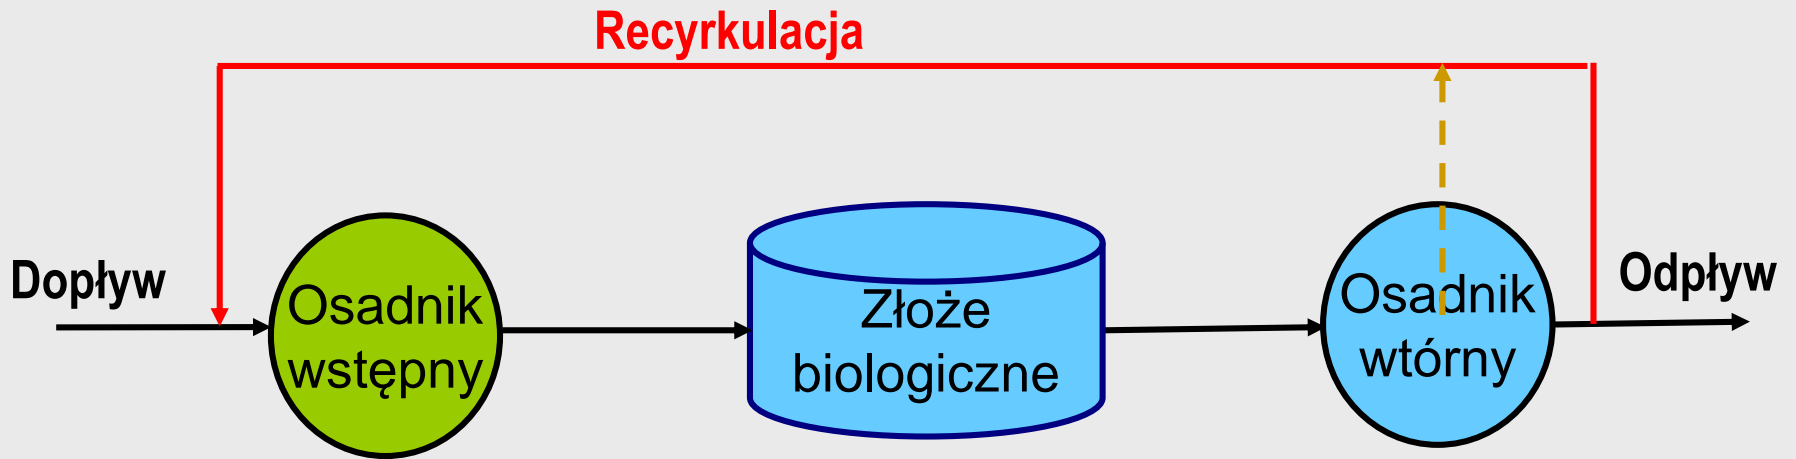 Recyrkulacja
Dopływ
Osadnik
wstępny
Złoże
biologiczne
Osadnik
wtórny
Odpływ